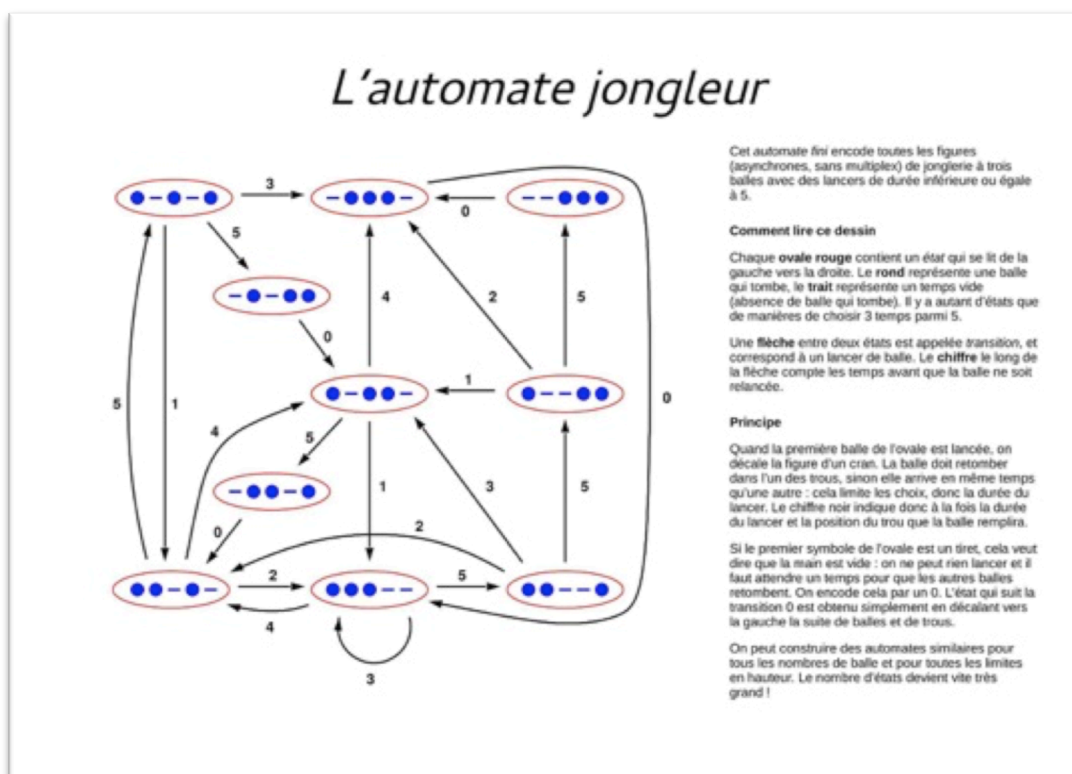 L'automate jongleur
Cet automate fini encode toutes les figures
(asynchrones, sans multiplex) de jonglerie à trois
balles avec des lancers de durée inférieure ou égale
à 5.
Comment lire ce dessin
Chaque ovale rouge contient un état qui se lit de la
gauche vers la droite. Le rond représente une balle
qui tombe, le trait représente un temps vide
(absence de balle qui tombe). Il y a autant d'états que
de manières de choisir 3 temps parmi 5.
Une flèche entre deux états est appelée transition, et
correspond à un lancer de balle. Le chiffre le long de
la flèche compte les temps avant que la balle ne soit
relancée.
Principe
Quand la première balle de l'ovale est lancée, on
décale la figure d'un cran. La balle doit retomber
dans l'un des trous, sinon elle arrive en même temps
qu'une autre : cela limite les choix, donc la durée du
lancer. Le chiffre noir indique donc à la fois la durée
du lancer et la position du trou que la balle remplira.
Si le premier symbole de l'ovale est un tiret, cela veut
dire que la main est vide : on ne peut rien lancer et il
faut attendre un temps pour que les autres balles
retombent. On encode cela par un 0. L'état qui suit la
transition 0 est obtenu simplement en décalant vers
la gauche la suite de balles et de trous.
On peut construire des automates similaires pour
tous les nombres de balle et pour toutes les limites
en hauteur. Le nombre d'états devient vite très
grand !
3
0
5
0
4
2
5
1
5
1
4
0
5
1
3
5
0
2
2
5
4
3